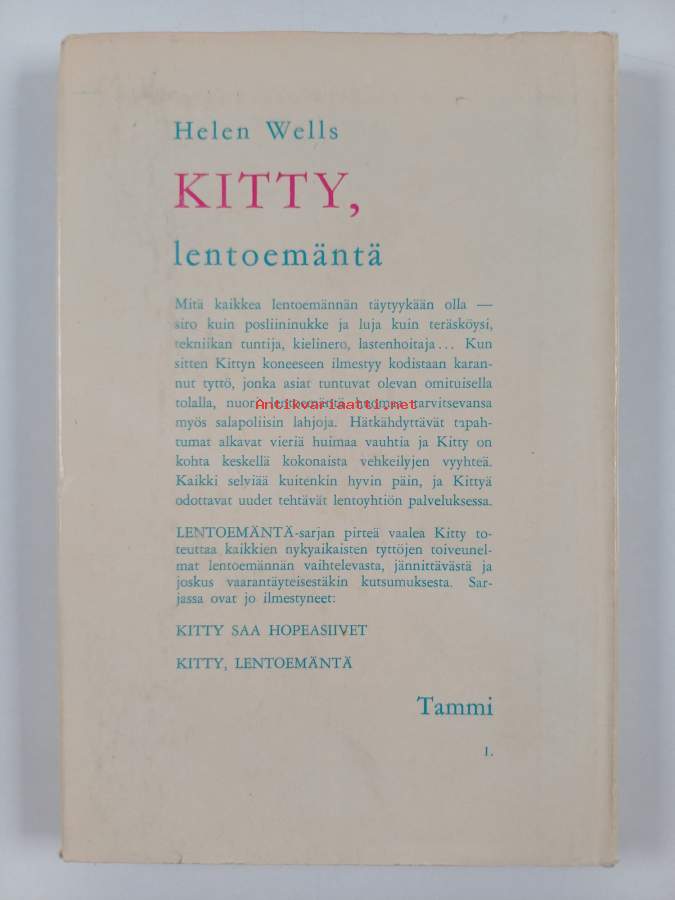 Helen Wells
KITTY,
lentoemäntä
Mitä kaikkea lentoemännän täytyykään olla —
siro kuin posliininukke ja luja kuin teräsköysi,
tekniikan tuntija, kielinero, lastenhoitaja... Kun
sitten Kittyn koneeseen ilmestyy kodistaan karan-
nut tyttö, jonka asiat tuntuvat olevan omituisella
tolalla, nuori lentoemäntä huomaa tarvitsevansa
Antikvariaatti.net
myös salapoliisin lahjoja. Hätkähdyttävät tapah-
tumat alkavat vieriä huimaa vauhtia ja Kitty on
kohta keskellä kokonaista vehkeilyjen vyyhteä.
Kaikki selviää kuitenkin hyvin päin, ja Kittyä
odottavat uudet tehtävät lentoyhtiön palveluksessa.
LENTOEMÄNTÄ-sarjan pirteä vaalea Kitty to-
teuttaa kaikkien nykyaikaisten tyttöjen toiveunel-
mat lentoemännän vaihtelevasta, jännittävästä ja
joskus vaarantäyteisestäkin kutsumuksesta. Sar-
jassa ovat jo ilmestyneet:
KITTY SAA HOPEASIIVET
KITTY, LENTOEMÄNTÄ
Tammi
1.